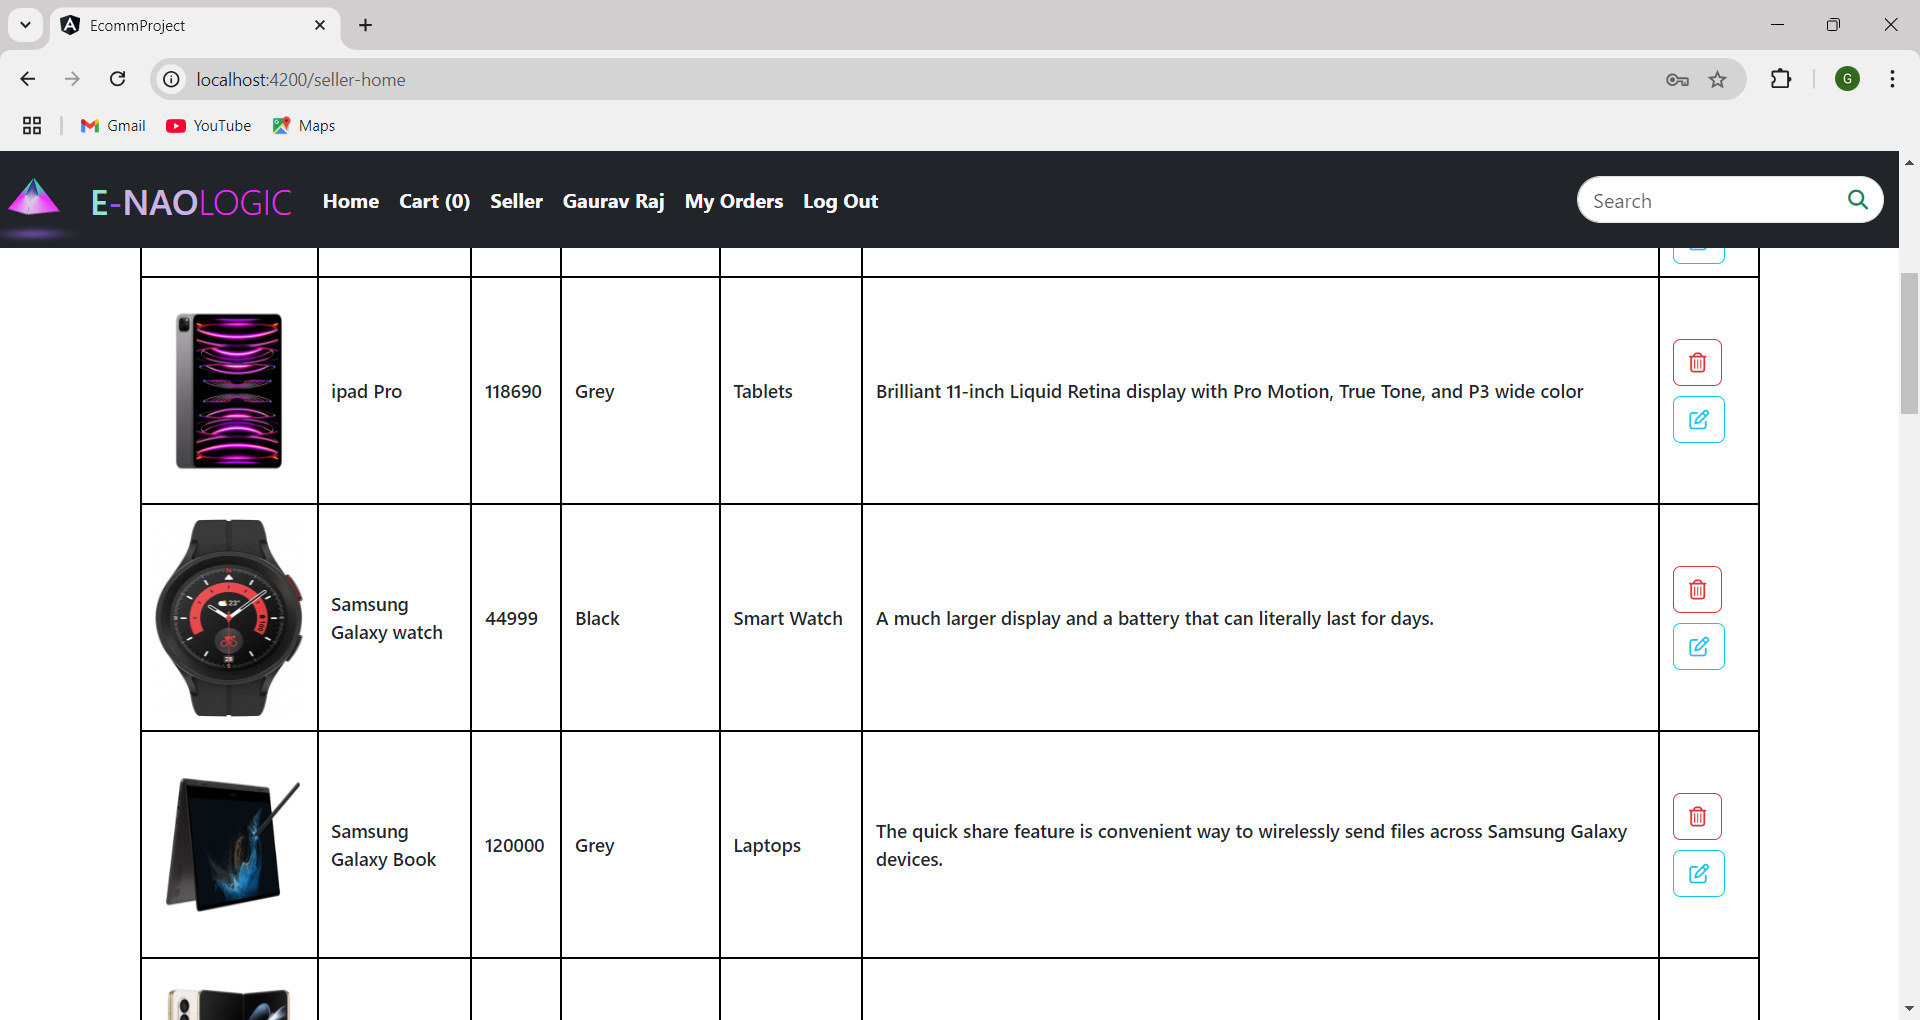 EcommProject
localhost:4200/seller-home
G
Gmail YouTube Maps
E-NAOLOGIC Home Cart (0) Seller Gaurav Raj My Orders Log Out Search
ipad Pro 118690 Grey Tablets Brilliant 11-inch Liquid Retina display with Pro Motion, True Tone, and P3 wide color
Samsung
Galaxy watch 44999 Black Smart Watch A much larger display and a battery that can literally last for days.
N
23°
100
28
Samsung
Galaxy Book 120000 Grey Laptops The quick share feature is convenient way to wirelessly send files across Samsung Galaxy
devices.